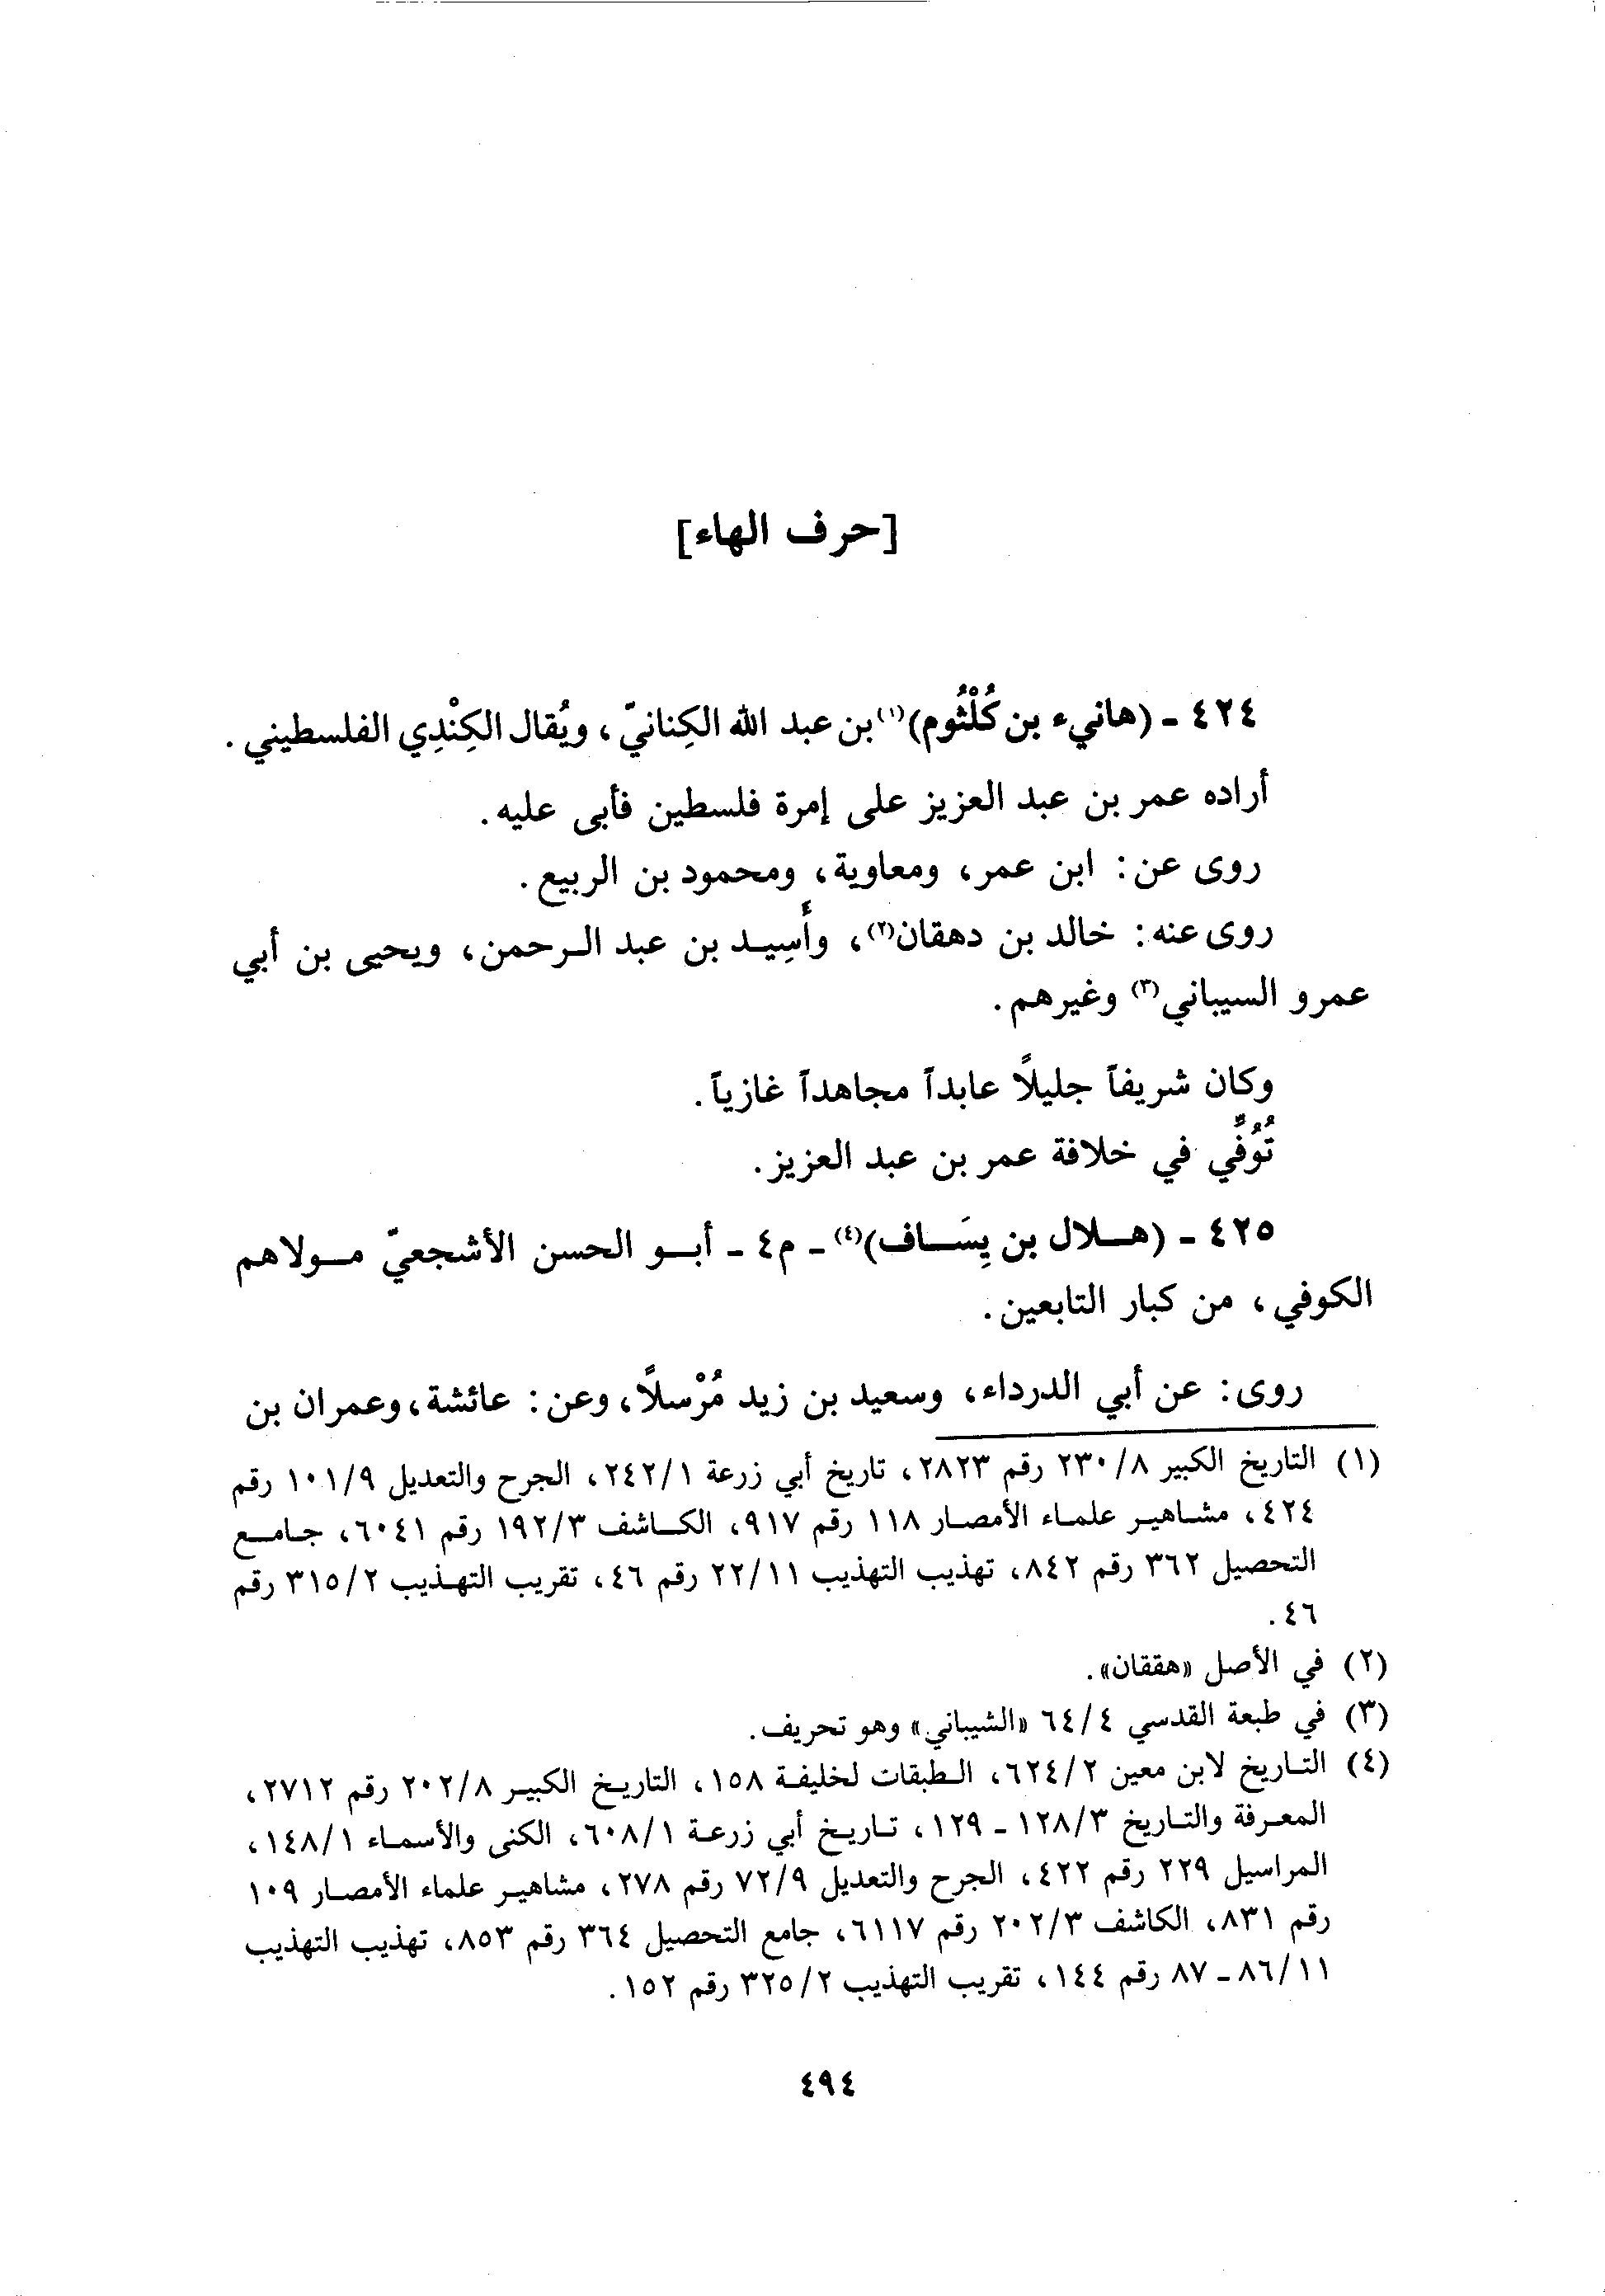 [حرف الهاء]
٤٢٤ - (هانيء بن كُلْثُوم)(١) بن عبد الله الكِنانيّ، ويُقال الكِنْدِي الفلسطيني.
أراده عمر بن عبد العزيز على إمرة فلسطين فأبى عليه.
روى عن: ابن عمر، ومعاوية، ومحمود بن الربيع.
روى عنه: خالد بن دهقان(٢)، وأَسِيد بن عبد الرحمن، ويحيى بن أبي
عمرو السيباني(٣) وغيرهم.
وكان شريفاً جليلاً عابداً مجاهداً غازياً.
تُوُفِّي في خلافة عمر بن عبد العزيز.
٤٢٥ - (هلال بن يِسَاف)(٤) - م٤ - أبو الحسن الأشجعيّ مولاهم
الكوفي، من كبار التابعين.
روى: عن أبي الدرداء، وسعيد بن زيد مُرْسلاً، وعن: عائشة، وعمران بن
(١) التاريخ الكبير ٢٣٠/٨ رقم ٢٨٢٣، تاريخ أبي زرعة ٢٤٢/١، الجرح والتعديل ١٠١/٩ رقم
٤٢٤، مشاهير علماء الأمصار ١١٨ رقم ٩١٧، الكاشف ١٩٢/٣ رقم ٦٠٤١، جامع
التحصيل ٣٦٢ رقم ٨٤٢، تهذيب التهذيب ٢٢/١١ رقم ٤٦، تقريب التهذيب ٣١٥/٢ رقم
٤٦.
(٢) في الأصل «هققان».
(٣) في طبعة القدسي ٦٤/٤ «الشيباني» وهو تحريف.
(٤) التاريخ لابن معين ٦٢٤/٢، الطبقات لخليفة ١٥٨، التاريخ الكبير ٢٠٢/٨ رقم ٢٧١٢،
المعرفة والتاريخ ١٢٨/٣ - ١٢٩، تاريخ أبي زرعة ٦٠٨/١، الكنى والأسماء ١٤٨/١،
المراسيل ٢٢٩ رقم ٤٢٢، الجرح والتعديل ٧٢/٩ رقم ٢٧٨، مشاهير علماء الأمصار ١٠٩
رقم ٨٣١، الكاشف ٢٠٢/٣ رقم ٦١١٧، جامع التحصيل ٣٦٤ رقم ٨٥٣، تهذيب التهذيب
٨٦/١١ - ٨٧ رقم ١٤٤، تقريب التهذيب ٣٢٥/٢ رقم ١٥٢.
٤٩٤